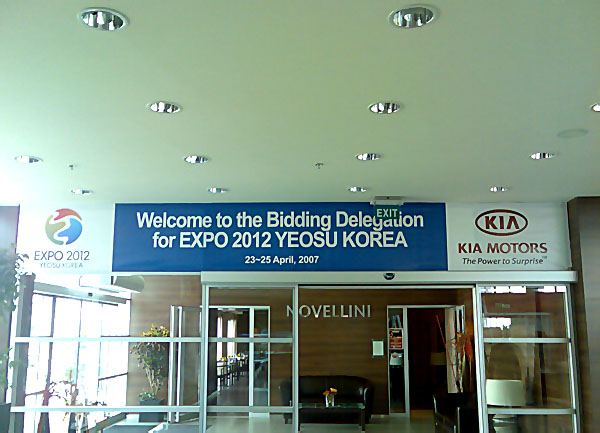 EXPO 2012
YEOSU KOREA
Welcome to the Bidding Delegation
for EXPO 2012 YEOSU KOREA
23~25 April, 2007
EXIT
KIA
KIA MOTORS
The Power to Surprise™
NOVELLINI